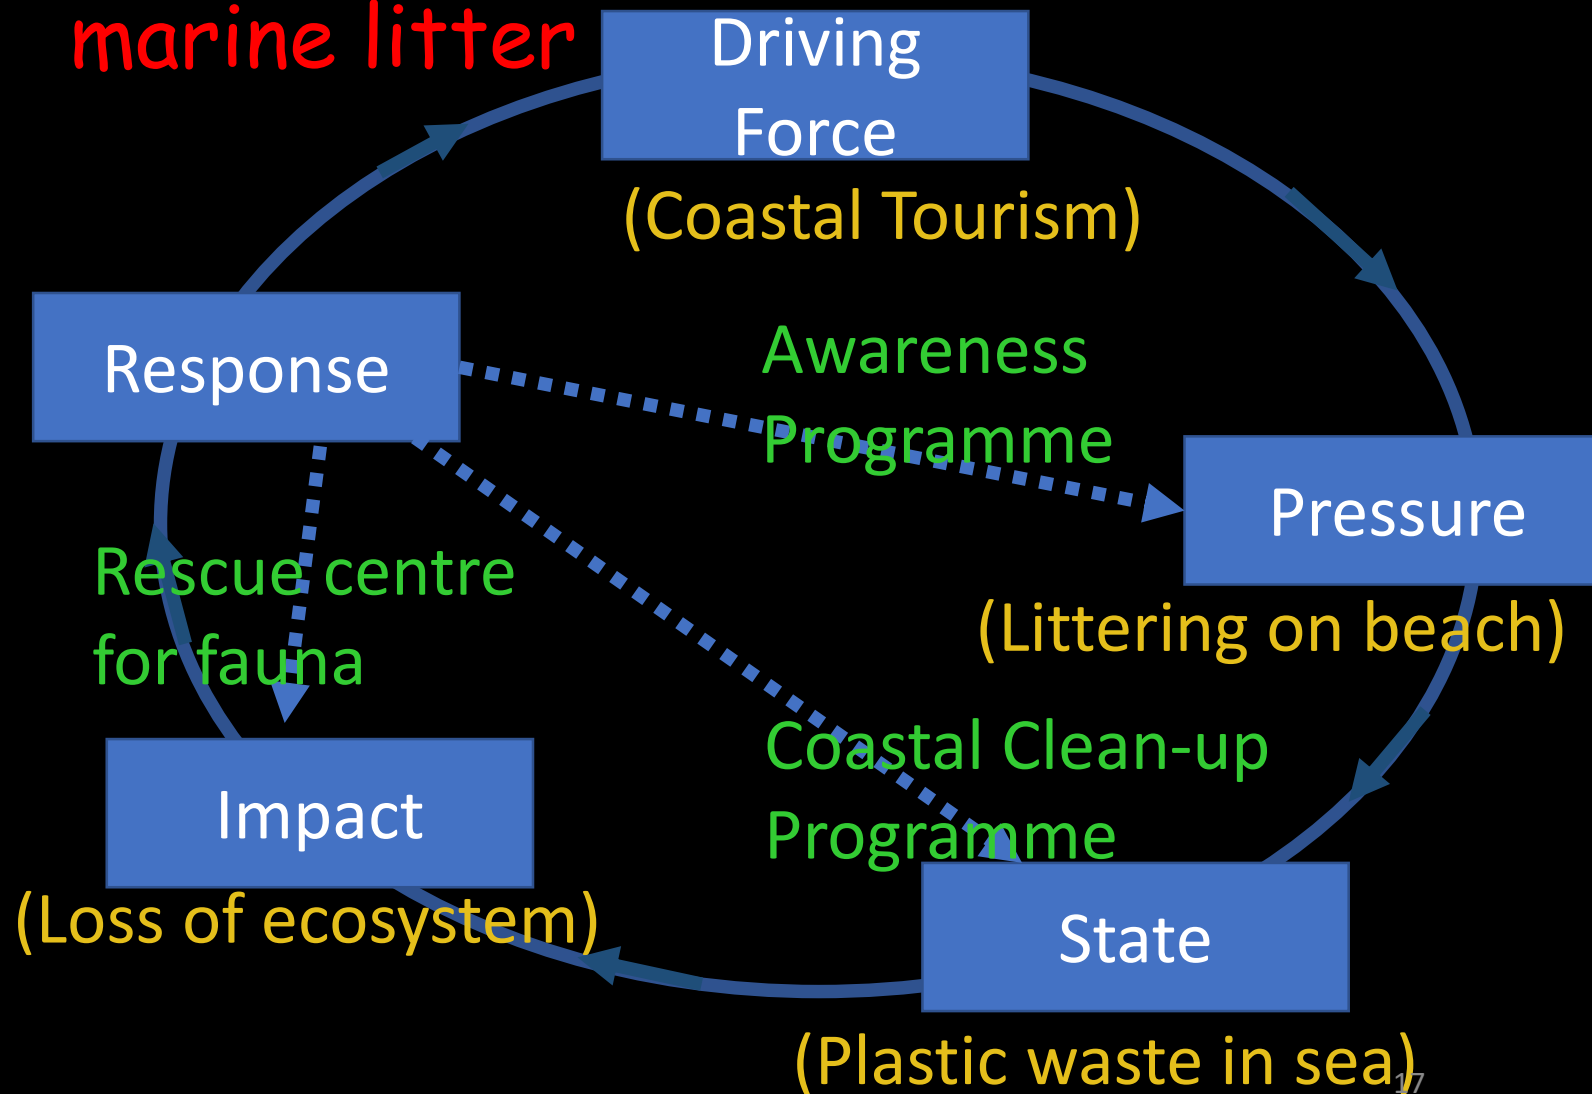 marine litter
Driving
Force
(Coastal Tourism)
Response
Awareness
Programme
Pressure
(Littering on beach)
Rescue centre
for fauna
Coastal Clean-up
Programme
Impact
(Loss of ecosystem)
State
(Plastic waste in sea)
17